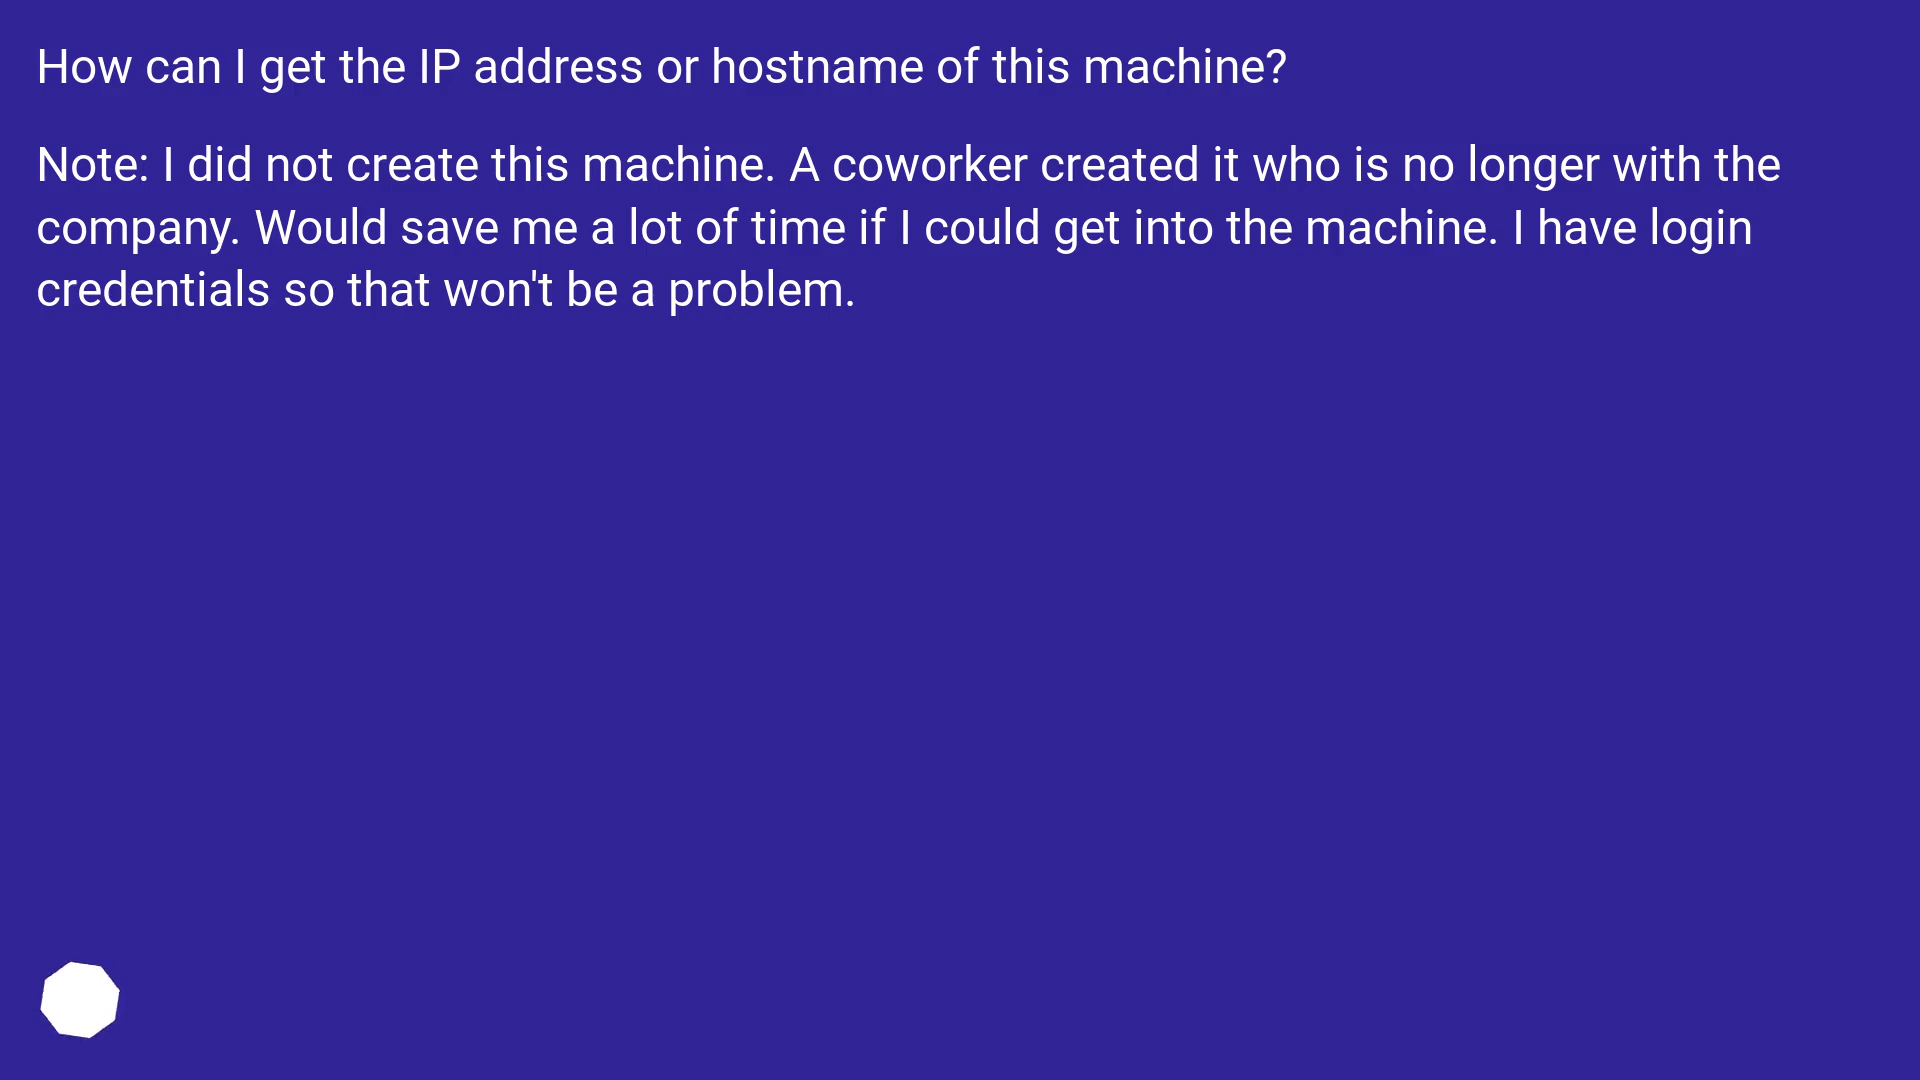 How can I get the IP address or hostname of this machine?
Note: I did not create this machine. A coworker created it who is no longer with the
company. Would save me a lot of time if I could get into the machine. I have login
credentials so that won't be a problem.